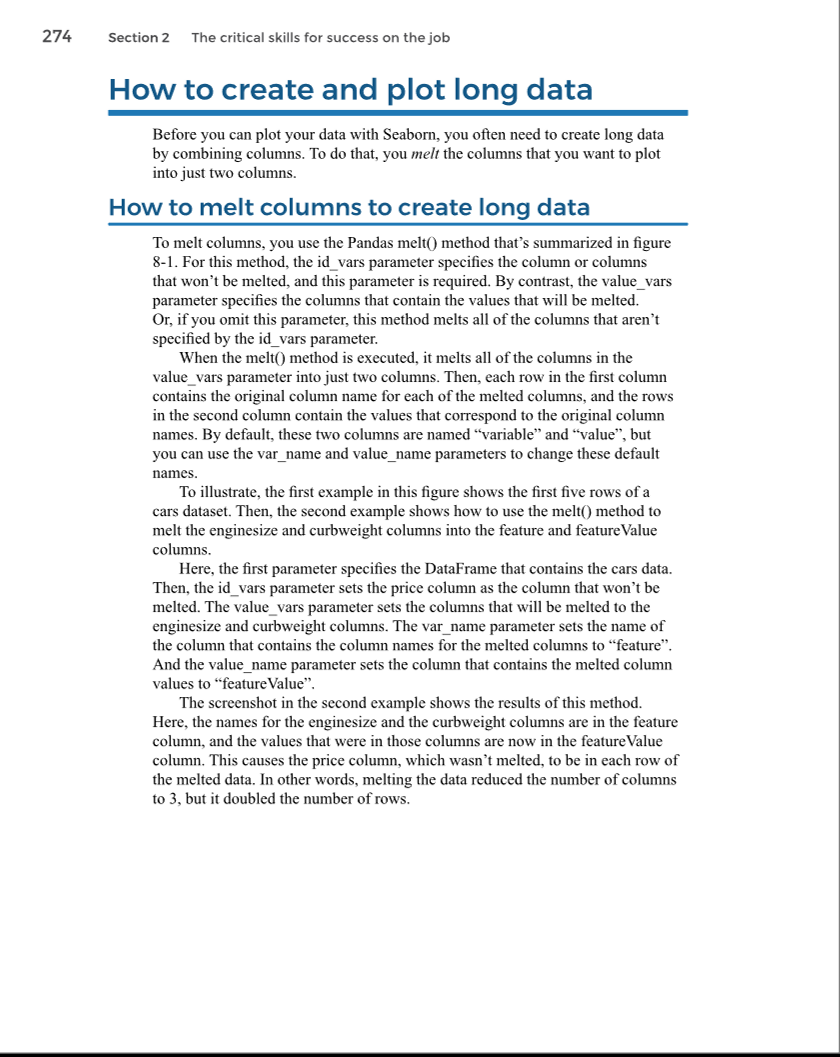 274 Section 2 The critical skills for success on the job
How to create and plot long data
Before you can plot your data with Seaborn, you often need to create long data
by combining columns. To do that, you melt the columns that you want to plot
into just two columns.
How to melt columns to create long data
To melt columns, you use the Pandas melt() method that’s summarized in figure
8-1. For this method, the id_vars parameter specifies the column or columns
that won’t be melted, and this parameter is required. By contrast, the value_vars
parameter specifies the columns that contain the values that will be melted.
Or, if you omit this parameter, this method melts all of the columns that aren’t
specified by the id_vars parameter.
When the melt() method is executed, it melts all of the columns in the
value_vars parameter into just two columns. Then, each row in the first column
contains the original column name for each of the melted columns, and the rows
in the second column contain the values that correspond to the original column
names. By default, these two columns are named “variable” and “value”, but
you can use the var_name and value_name parameters to change these default
names.
To illustrate, the first example in this figure shows the first five rows of a
cars dataset. Then, the second example shows how to use the melt() method to
melt the enginesize and curbweight columns into the feature and featureValue
columns.
Here, the first parameter specifies the DataFrame that contains the cars data.
Then, the id_vars parameter sets the price column as the column that won’t be
melted. The value_vars parameter sets the columns that will be melted to the
enginesize and curbweight columns. The var_name parameter sets the name of
the column that contains the column names for the melted columns to “feature”.
And the value_name parameter sets the column that contains the melted column
values to “featureValue”.
The screenshot in the second example shows the results of this method.
Here, the names for the enginesize and the curbweight columns are in the feature
column, and the values that were in those columns are now in the featureValue
column. This causes the price column, which wasn’t melted, to be in each row of
the melted data. In other words, melting the data reduced the number of columns
to 3, but it doubled the number of rows.